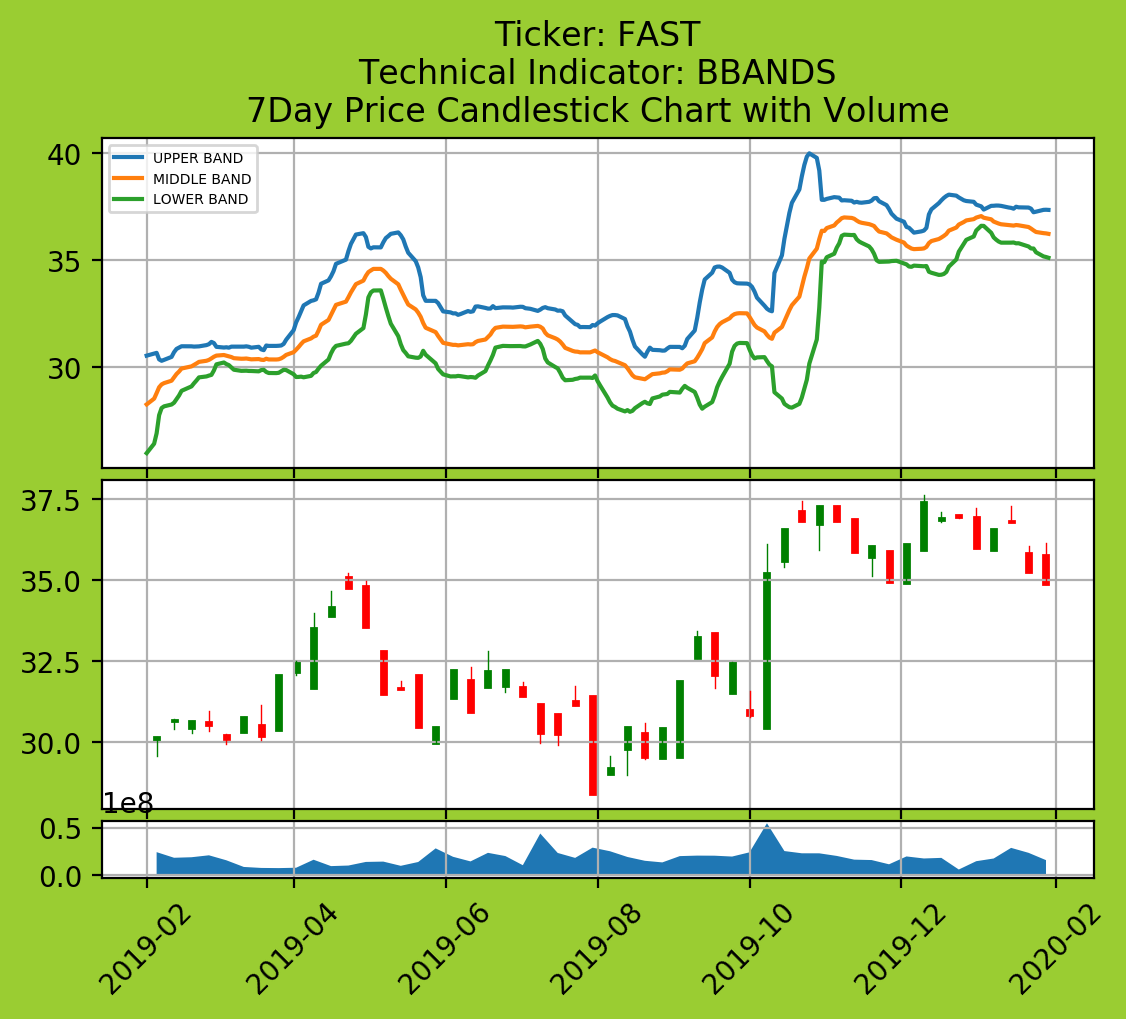 Ticker: FAST
Technical Indicator: BBANDS
7Day Price Candlestick Chart with Volume
UPPER BAND
MIDDLE BAND
LOWER BAND
40
35
30
37.5
35.0
32.5
30.0
1e8
0.5
0.0
2019-02
2019-04
2019-06
2019-08
2019-10
2019-12
2020-02